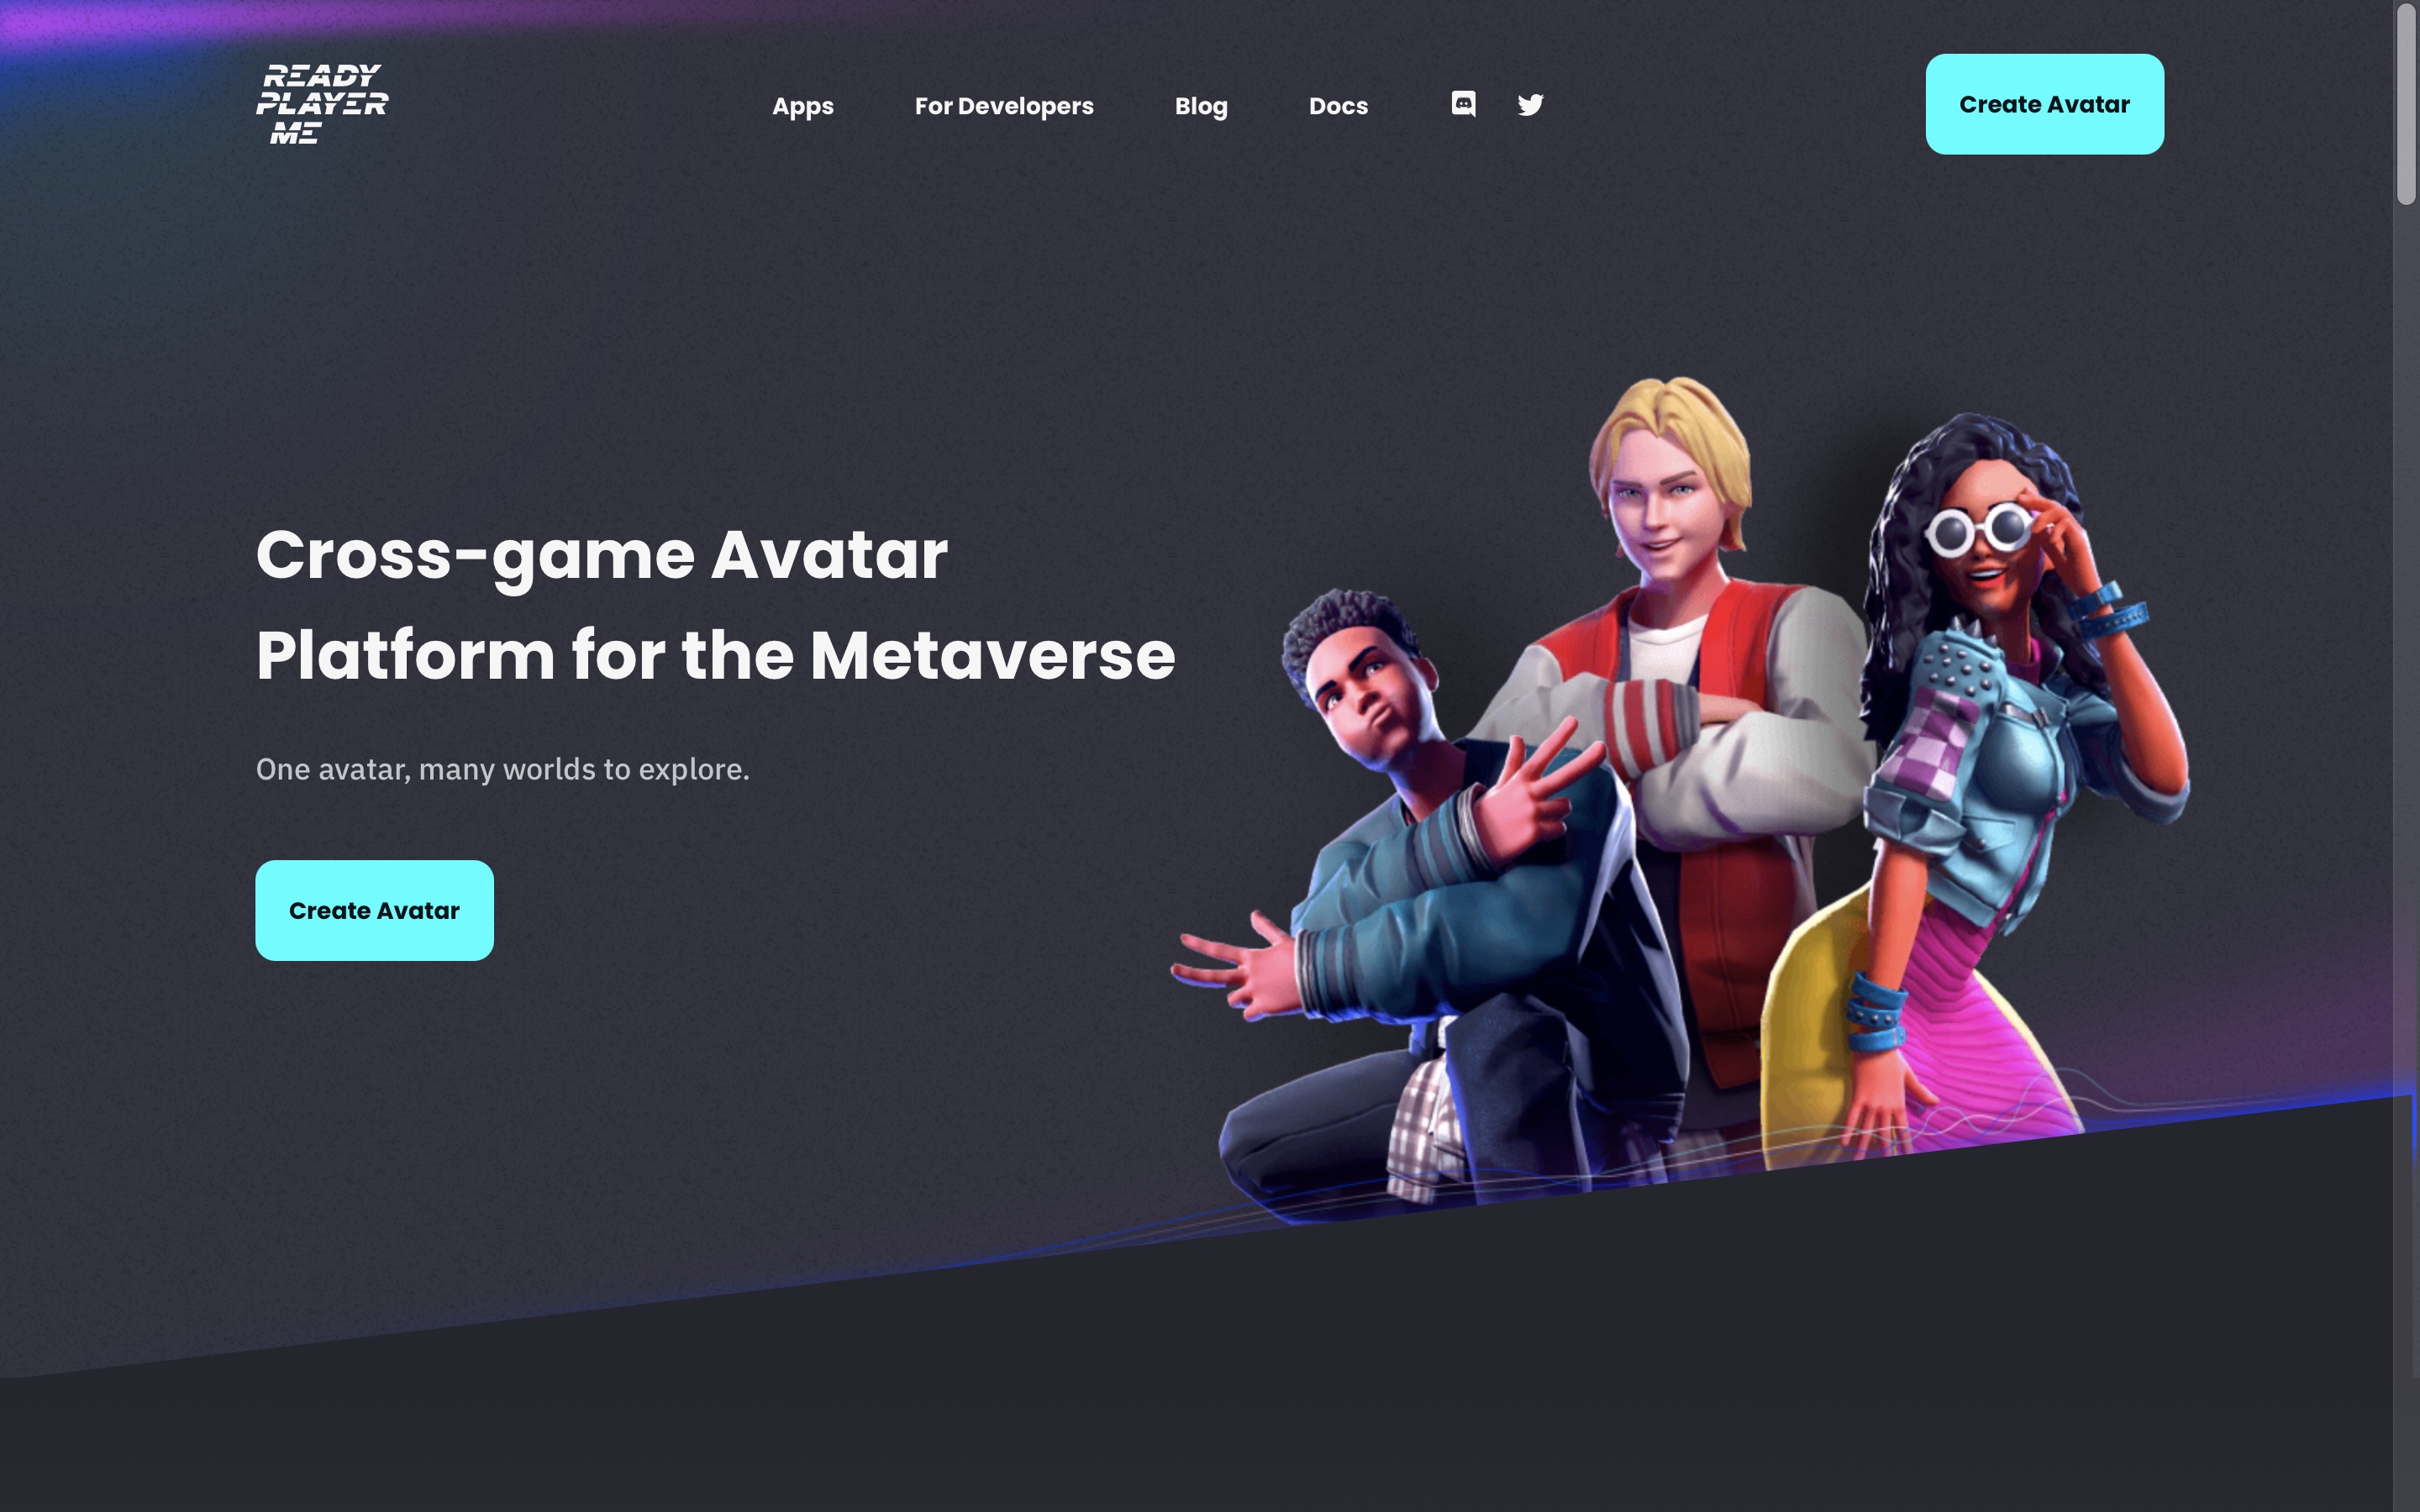 READY
PLAYER
ME
Apps
For Developers
Blog
Docs
Create Avatar
Cross-game Avatar
Platform for the Metaverse
One avatar, many worlds to explore.
Create Avatar